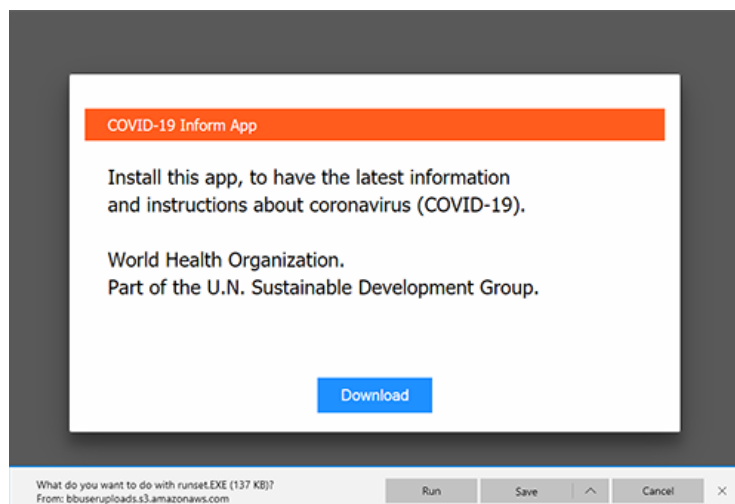 COVID-19 Inform App
Install this app, to have the latest information
and instructions about coronavirus (COVID-19).
World Health Organization.
Part of the U.N. Sustainable Development Group.
Download
What do you want to do with runset.EXE (137 KB)?
From: bbuseruploads.s3.amazonaws.com
Run
Save
Cancel